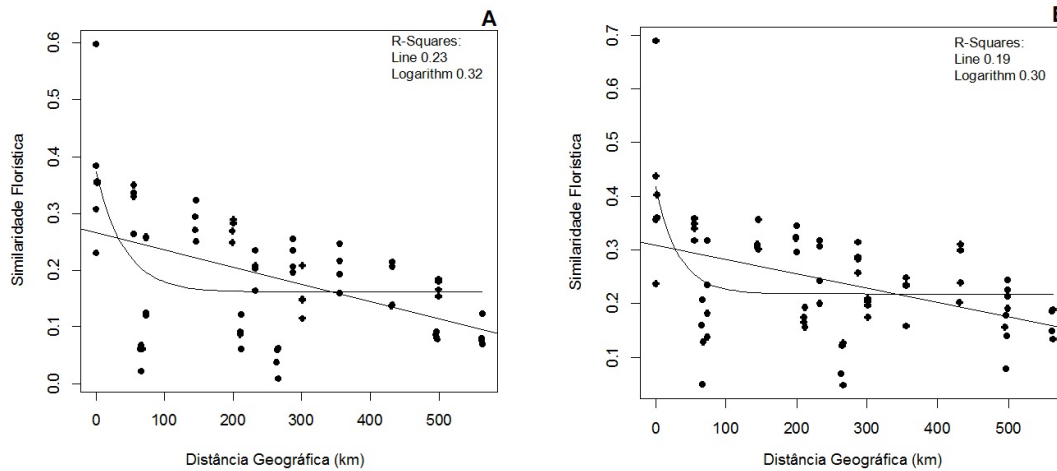 A
R-Squares:
Line 0.23
Logarithm 0.32
Similaridade Florística
0.6
0.5
0.4
0.3
0.2
0.1
0.0
0 100 200 300 400 500
Distância Geográfica (km)
B
R-Squares:
Line 0.19
Logarithm 0.30
Similaridade Florística
0.7
0.6
0.5
0.4
0.3
0.2
0.1
0 100 200 300 400 500
Distância Geográfica (km)